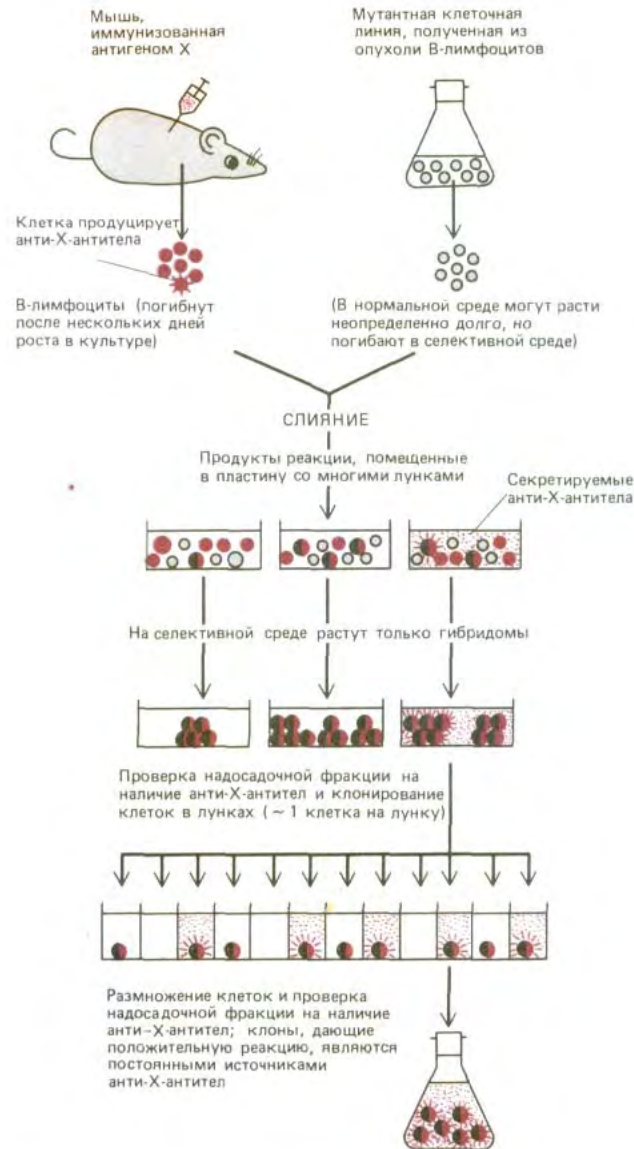 Мышь,
иммунизованная
антигеном X
Мутантная клеточная
линия, полученная из
опухоли В-лимфоцитов
Клетка продуцирует
анти-X-антитела
В-лимфоциты (погибнут
после нескольких дней
роста в культуре)
(В нормальной среде могут расти
неопределенно долго, но
погибают в селективной среде)
СЛИЯНИЕ
Продукты реакции, помещенные
в пластину со многими лунками
Секретируемые
анти-X-антитела
На селективной среде растут только гибридомы
Проверка надосадочной фракции на
наличие анти-X-антител и клонирование
клеток в лунках (~ 1 клетка на лунку)
Размножение клеток и проверка
надосадочной фракции на наличие
анти-X-антител; клоны, дающие
положительную реакцию, являются
постоянными источниками
анти-X-антител